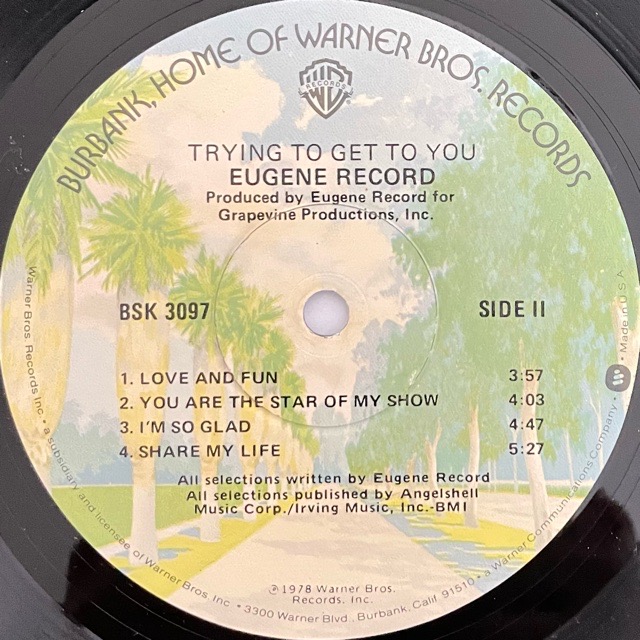 BURBANK, HOME OF WARNER BROS. RECORDS
WB
RECORDS
TRYING TO GET TO YOU
EUGENE RECORD
Produced by Eugene Record for
Grapevine Productions, Inc.
BSK 3097
SIDE II
1. LOVE AND FUN 3:57
2. YOU ARE THE STAR OF MY SHOW 4:03
3. I'M SO GLAD 4:47
4. SHARE MY LIFE 5:27
All selections written by Eugene Record
All selections published by Angelshell
Music Corp./Irving Music, Inc.-BMI
℗1978 Warner Bros.
Records, Inc.
Warner Bros. Records Inc. • a subsidiary and licensee of Warner Bros. Inc. • 3300 Warner Blvd., Burbank, Calif. 91510 • a Warner Communications Company • Made in U.S.A.